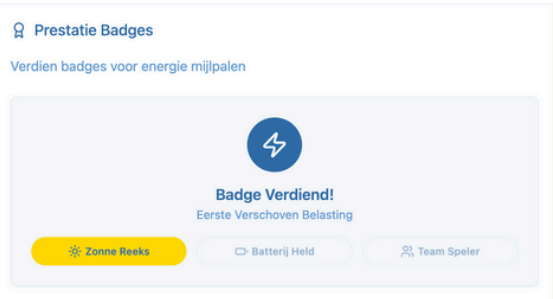 Prestatie Badges
Verdien badges voor energie mijlpalen
Badge Verdiend!
Eerste Verschoven Belasting
Zonne Reeks
Batterij Held
Team Speler